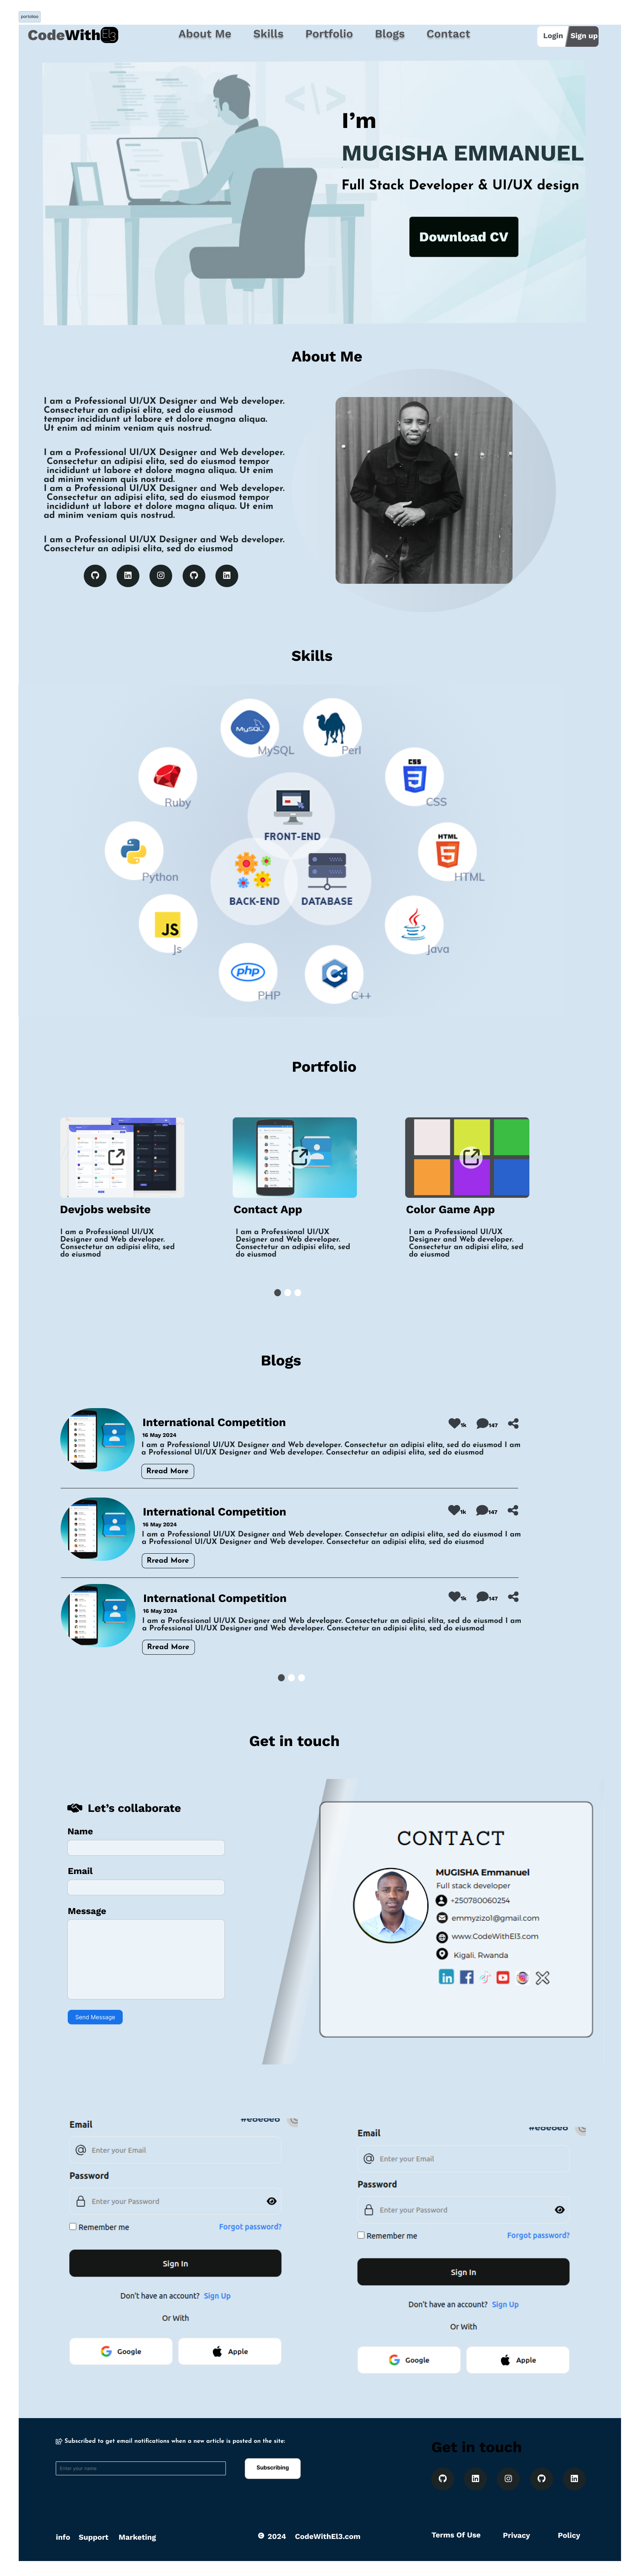 portofolio
CodeWithEl3
About Me Skills Portfolio Blogs Contact
Login Sign up
</>
I'm
MUGISHA EMMANUEL
Full Stack Developer & UI/UX design
Download CV
About Me
I am a Professional UI/UX Designer and Web developer.
Consectetur an adipisi elita, sed do eiusmod
tempor incididunt ut labore et dolore magna aliqua.
Ut enim ad minim veniam quis nostrud.
I am a Professional UI/UX Designer and Web developer.
Consectetur an adipisi elita, sed do eiusmod tempor
incididunt ut labore et dolore magna aliqua. Ut enim
ad minim veniam quis nostrud.
I am a Professional UI/UX Designer and Web developer.
Consectetur an adipisi elita, sed do eiusmod tempor
incididunt ut labore et dolore magna aliqua. Ut enim
ad minim veniam quis nostrud.
I am a Professional UI/UX Designer and Web developer.
Consectetur an adipisi elita, sed do eiusmod
Skills
MySQL
MySQL
Perl
Ruby
CSS
CSS
FRONT-END
Python
HTML
HTML
BACK-END
DATABASE
JS
Js
Java
php
PHP
C++
Portfolio
Devjobs website
I am a Professional UI/UX
Designer and Web developer.
Consectetur an adipisi elita, sed
do eiusmod
Contact App
I am a Professional UI/UX
Designer and Web developer.
Consectetur an adipisi elita, sed
do eiusmod
Color Game App
I am a Professional UI/UX
Designer and Web developer.
Consectetur an adipisi elita, sed
do eiusmod
Blogs
International Competition
1k 147
16 May 2024
I am a Professional UI/UX Designer and Web developer. Consectetur an adipisi elita, sed do eiusmod I am
a Professional UI/UX Designer and Web developer. Consectetur an adipisi elita, sed do eiusmod
Rread More
International Competition
1k 147
16 May 2024
I am a Professional UI/UX Designer and Web developer. Consectetur an adipisi elita, sed do eiusmod I am
a Professional UI/UX Designer and Web developer. Consectetur an adipisi elita, sed do eiusmod
Rread More
International Competition
1k 147
16 May 2024
I am a Professional UI/UX Designer and Web developer. Consectetur an adipisi elita, sed do eiusmod I am
a Professional UI/UX Designer and Web developer. Consectetur an adipisi elita, sed do eiusmod
Rread More
Get in touch
Let's collaborate
Name
Email
Message
Send Message
CONTACT
MUGISHA Emmanuel
Full stack developer
+250780060254
emmyzizo1@gmail.com
www.CodeWithEl3.com
Kigali, Rwanda
Email
Enter your Email
Password
Enter your Password
Remember me Forgot password?
Sign In
Don't have an account? Sign Up
Or With
Google Apple
Email
Enter your Email
Password
Enter your Password
Remember me Forgot password?
Sign In
Don't have an account? Sign Up
Or With
Google Apple
Subscribed to get email notifications when a new article is posted on the site:
Enter your name
Subscribing
Get in touch
info Support Marketing
© 2024 CodeWithEl3.com
Terms Of Use Privacy Policy